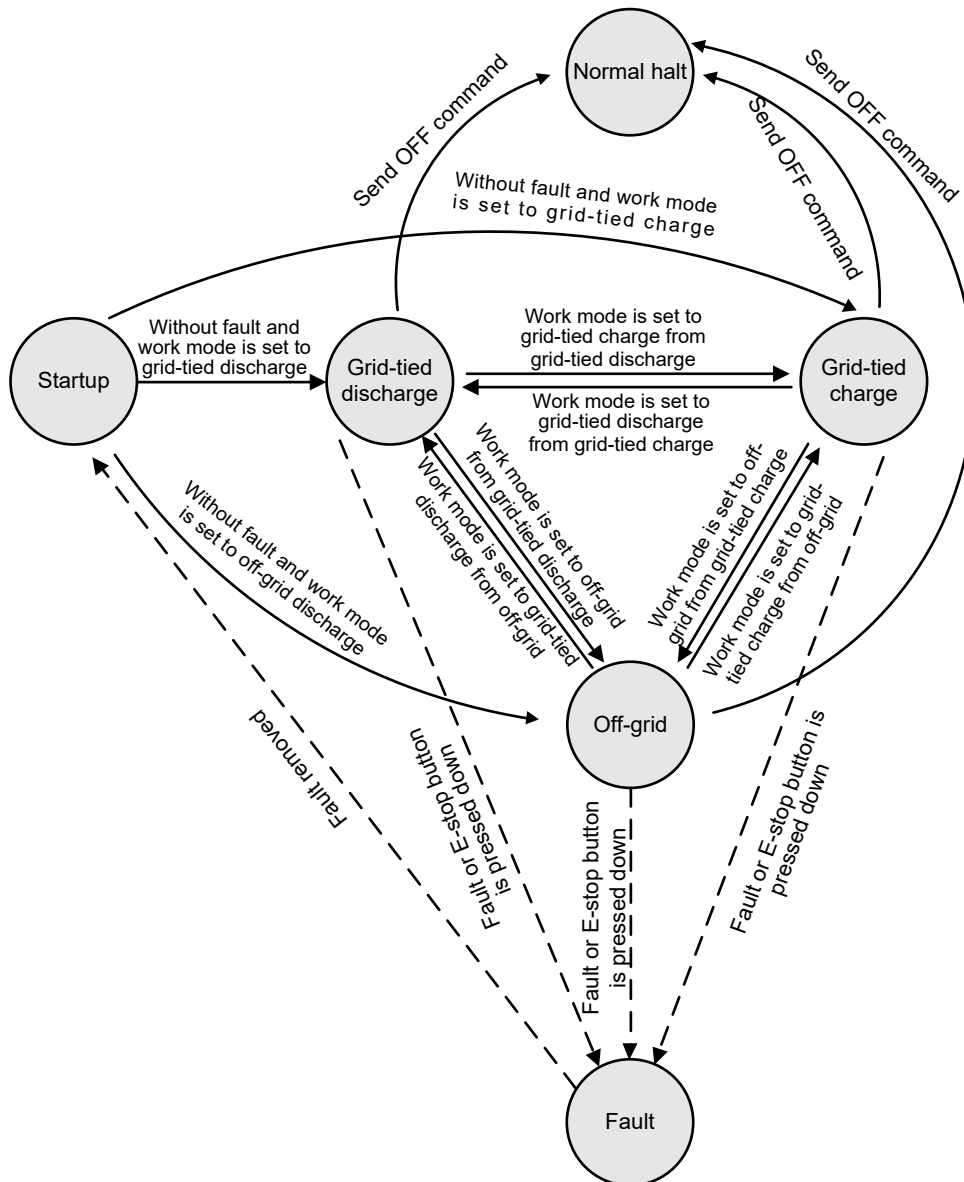 Normal halt
Send OFF command
Send OFF command
Send OFF command
Without fault and work mode
is set to grid-tied charge
Startup
Without fault and
work mode is set to
grid-tied discharge
Grid-tied
discharge
Work mode is set to
grid-tied charge from
grid-tied discharge
Work mode is set to
grid-tied discharge
from grid-tied charge
Grid-tied
charge
Without fault and work mode
is set to off-grid discharge
Work mode is set to off-grid
from grid-tied discharge
Work mode is set to grid-tied
discharge from off-grid
Work mode is set to off-
grid from grid-tied charge
Work mode is set to grid-
tied charge from off-grid
Off-grid
Fault removed
Fault or E-stop button
is pressed down
Fault or E-stop button
is pressed down
Fault or E-stop button is
pressed down
Fault